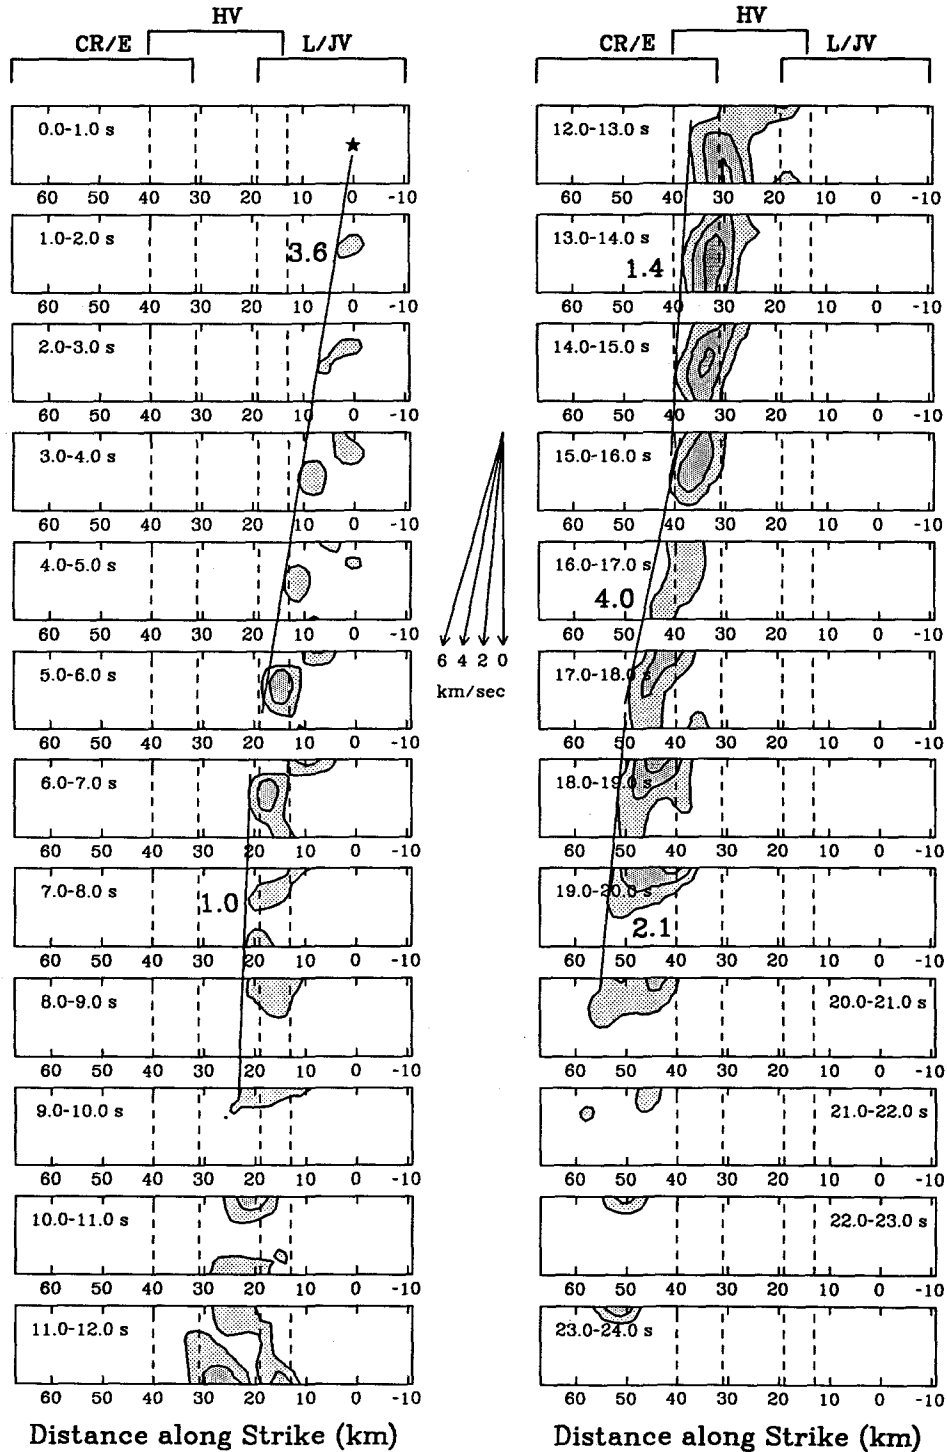 HV
CR/E L/JV
0.0-1.0 s
60 50 40 30 20 10 0 -10
1.0-2.0 s
3.6
60 50 40 30 20 10 0 -10
2.0-3.0 s
60 50 40 30 20 10 0 -10
3.0-4.0 s
60 50 40 30 20 10 0 -10
4.0-5.0 s
60 50 40 30 20 10 0 -10
5.0-6.0 s
60 50 40 30 20 10 0 -10
6.0-7.0 s
60 50 40 30 20 10 0 -10
7.0-8.0 s
1.0
60 50 40 30 20 10 0 -10
8.0-9.0 s
60 50 40 30 20 10 0 -10
9.0-10.0 s
60 50 40 30 20 10 0 -10
10.0-11.0 s
60 50 40 30 20 10 0 -10
11.0-12.0 s
60 50 40 30 20 10 0 -10
Distance along Strike (km)
6 4 2 0
km/sec
HV
CR/E L/JV
12.0-13.0 s
60 50 40 30 20 10 0 -10
13.0-14.0 s
1.4
60 50 40 30 20 10 0 -10
14.0-15.0 s
60 50 40 30 20 10 0 -10
15.0-16.0 s
60 50 40 30 20 10 0 -10
16.0-17.0 s
4.0
60 50 40 30 20 10 0 -10
17.0-18.0 s
60 50 40 30 20 10 0 -10
18.0-19.0 s
60 50 40 30 20 10 0 -10
19.0-20.0 s
2.1
60 50 40 30 20 10 0 -10
20.0-21.0 s
60 50 40 30 20 10 0 -10
21.0-22.0 s
60 50 40 30 20 10 0 -10
22.0-23.0 s
60 50 40 30 20 10 0 -10
23.0-24.0 s
60 50 40 30 20 10 0 -10
Distance along Strike (km)